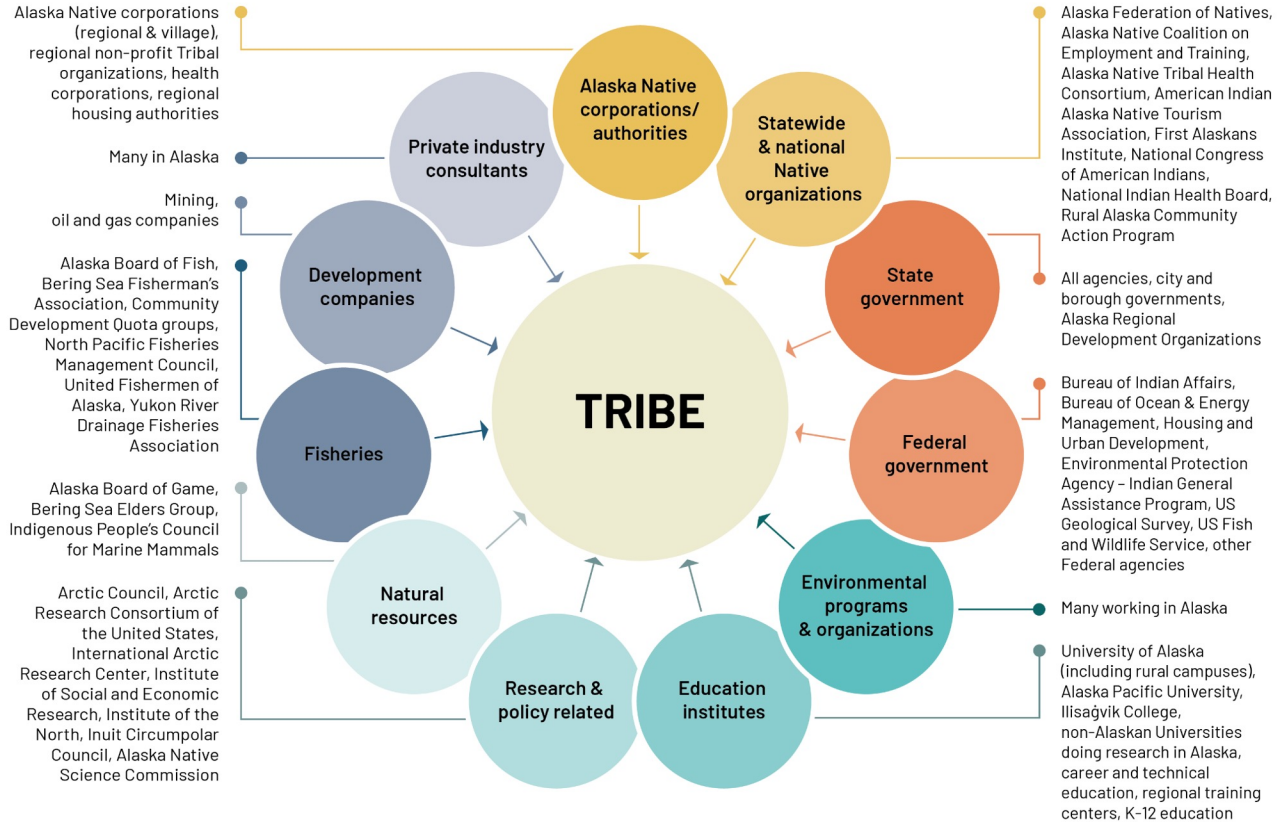 Alaska Native corporations
(regional & village),
regional non-profit Tribal
organizations, health
corporations, regional
housing authorities
Many in Alaska
Mining,
oil and gas companies
Alaska Board of Fish,
Bering Sea Fisherman's
Association, Community
Development Quota groups,
North Pacific Fisheries
Management Council,
United Fishermen of
Alaska, Yukon River
Drainage Fisheries
Association
Alaska Board of Game,
Bering Sea Elders Group,
Indigenous People's Council
for Marine Mammals
Arctic Council, Arctic
Research Consortium of
the United States,
International Arctic
Research Center, Institute
of Social and Economic
Research, Institute of the
North, Inuit Circumpolar
Council, Alaska Native
Science Commission
Alaska Native
corporations/
authorities
Private industry
consultants
Statewide
& national
Native
organizations
Development
companies
State
government
TRIBE
Fisheries
Federal
government
Natural
resources
Environmental
programs
& organizations
Research &
policy related
Education
institutes
Alaska Federation of Natives,
Alaska Native Coalition on
Employment and Training,
Alaska Native Tribal Health
Consortium, American Indian
Alaska Native Tourism
Association, First Alaskans
Institute, National Congress
of American Indians,
National Indian Health Board,
Rural Alaska Community
Action Program
All agencies, city and
borough governments,
Alaska Regional
Development Organizations
Bureau of Indian Affairs,
Bureau of Ocean & Energy
Management, Housing and
Urban Development,
Environmental Protection
Agency – Indian General
Assistance Program, US
Geological Survey, US Fish
and Wildlife Service, other
Federal agencies
Many working in Alaska
University of Alaska
(including rural campuses),
Alaska Pacific University,
Ilisaġvik College,
non-Alaskan Universities
doing research in Alaska,
career and technical
education, regional training
centers, K-12 education